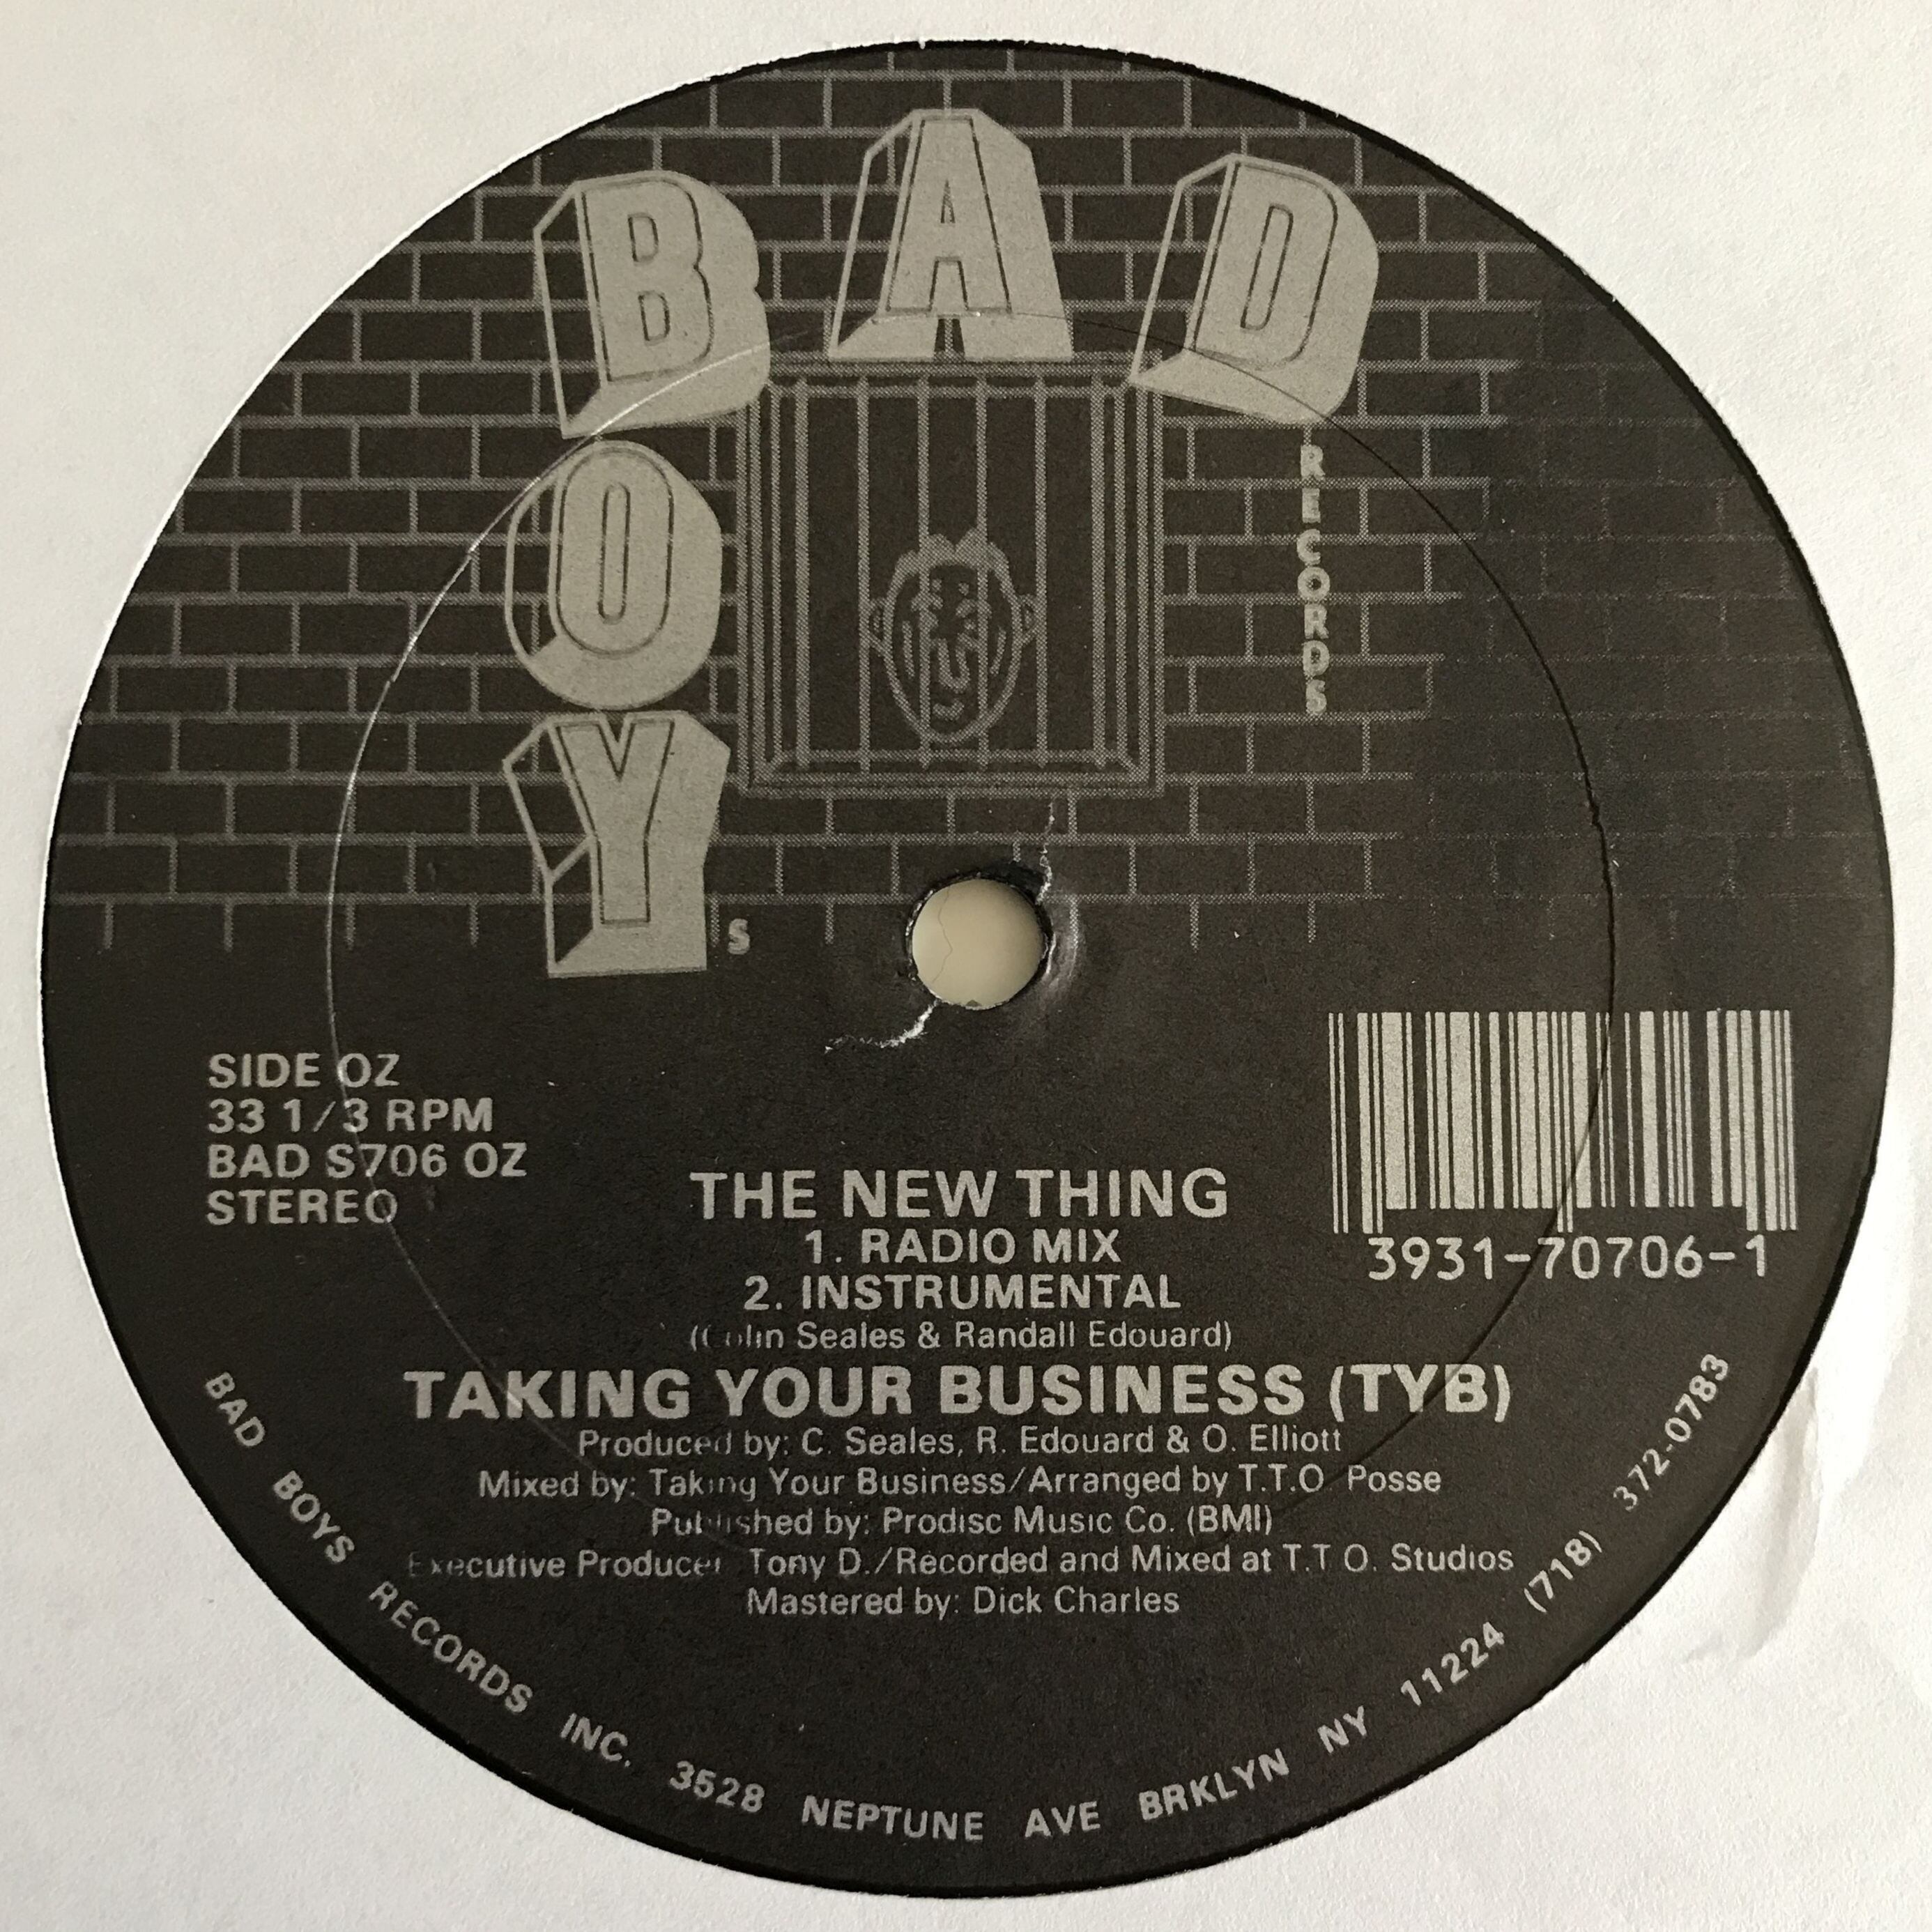 BAD
BOYs
RECORDS
SIDE OZ
33 1/3 RPM
BAD S706 OZ
STEREO
THE NEW THING
1. RADIO MIX
2. INSTRUMENTAL
(Colin Seales & Randall Edouard)
3931-70706-1
TAKING YOUR BUSINESS (TYB)
Produced by: C. Seales, R. Edouard & O. Elliott
Mixed by: Taking Your Business/Arranged by T.T.O. Posse
Published by: Prodisc Music Co. (BMI)
Executive Producer Tony D./Recorded and Mixed at T.T.O. Studios
Mastered by: Dick Charles
BAD BOYS RECORDS INC. 3528 NEPTUNE AVE BRKLYN NY 11224 (718) 372-0783